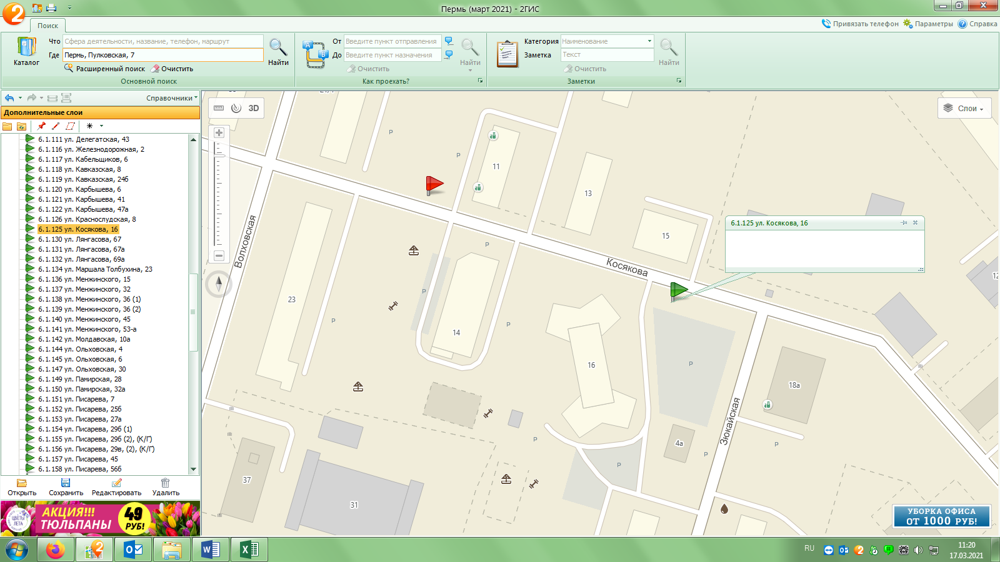 Пермь (март 2021) - 2ГИС
Поиск
Привязать телефон
Параметры
Справка
Каталог
Что
Сфера деятельности, название, телефон, маршрут
Где
Пермь, Пулковская, 7
Расширенный поиск
Очистить
Найти
Основной поиск
От
Введите пункт отправления
До
Введите пункт назначения
Очистить
Найти
Как проехать?
Категория
Наименование
Заметка
Текст
Очистить
Найти
Заметки
Справочники
Дополнительные слои
6.1.111 ул. Делегатская, 43
6.1.116 ул. Железнодорожная, 2
6.1.117 ул. Кабельщиков, 6
6.1.118 ул. Кавказская, 8
6.1.119 ул. Кавказская, 24б
6.1.120 ул. Карбышева, 6
6.1.121 ул. Карбышева, 41
6.1.122 ул. Карбышева, 47а
6.1.126 ул. Краснослудская, 8
6.1.125 ул. Косякова, 16
6.1.130 ул. Лянгасова, 67
6.1.131 ул. Лянгасова, 67а
6.1.132 ул. Лянгасова, 69а
6.1.134 ул. Маршала Толбухина, 23
6.1.136 ул. Менжинского, 15
6.1.137 ул. Менжинского, 32
6.1.138 ул. Менжинского, 36 (1)
6.1.139 ул. Менжинского, 36 (2)
6.1.140 ул. Менжинского, 45
6.1.141 ул. Менжинского, 53-а
6.1.142 ул. Молдавская, 10а
6.1.144 ул. Ольховская, 4
6.1.145 ул. Ольховская, 6
6.1.147 ул. Ольховская, 30
6.1.149 ул. Памирская, 28
6.1.150 ул. Памирская, 32а
6.1.151 ул. Писарева, 7
6.1.152 ул. Писарева, 25б
6.1.153 ул. Писарева, 27а
6.1.154 ул. Писарева, 29б (1)
6.1.155 ул. Писарева, 29б (2), (К/Г)
6.1.156 ул. Писарева, 29в, (2), (К/Г)
6.1.157 ул. Писарева, 45
6.1.158 ул. Писарева, 56б
Открыть
Сохранить
Редактировать
Удалить
ЦВЕТЫ
ЛЕТА
АКЦИЯ!!!
ТЮЛЬПАНЫ
49
РУБ!
3D
Слои
P
P
11
13
15
P
Волховская
Косякова
6.1.125 ул. Косякова, 16
23
P
P
14
P
16
P
18а
Зюкайская
4а
P
P
P
P
37
31
УБОРКА ОФИСА
ОТ 1000 РУБ!
RU
11:20
17.03.2021